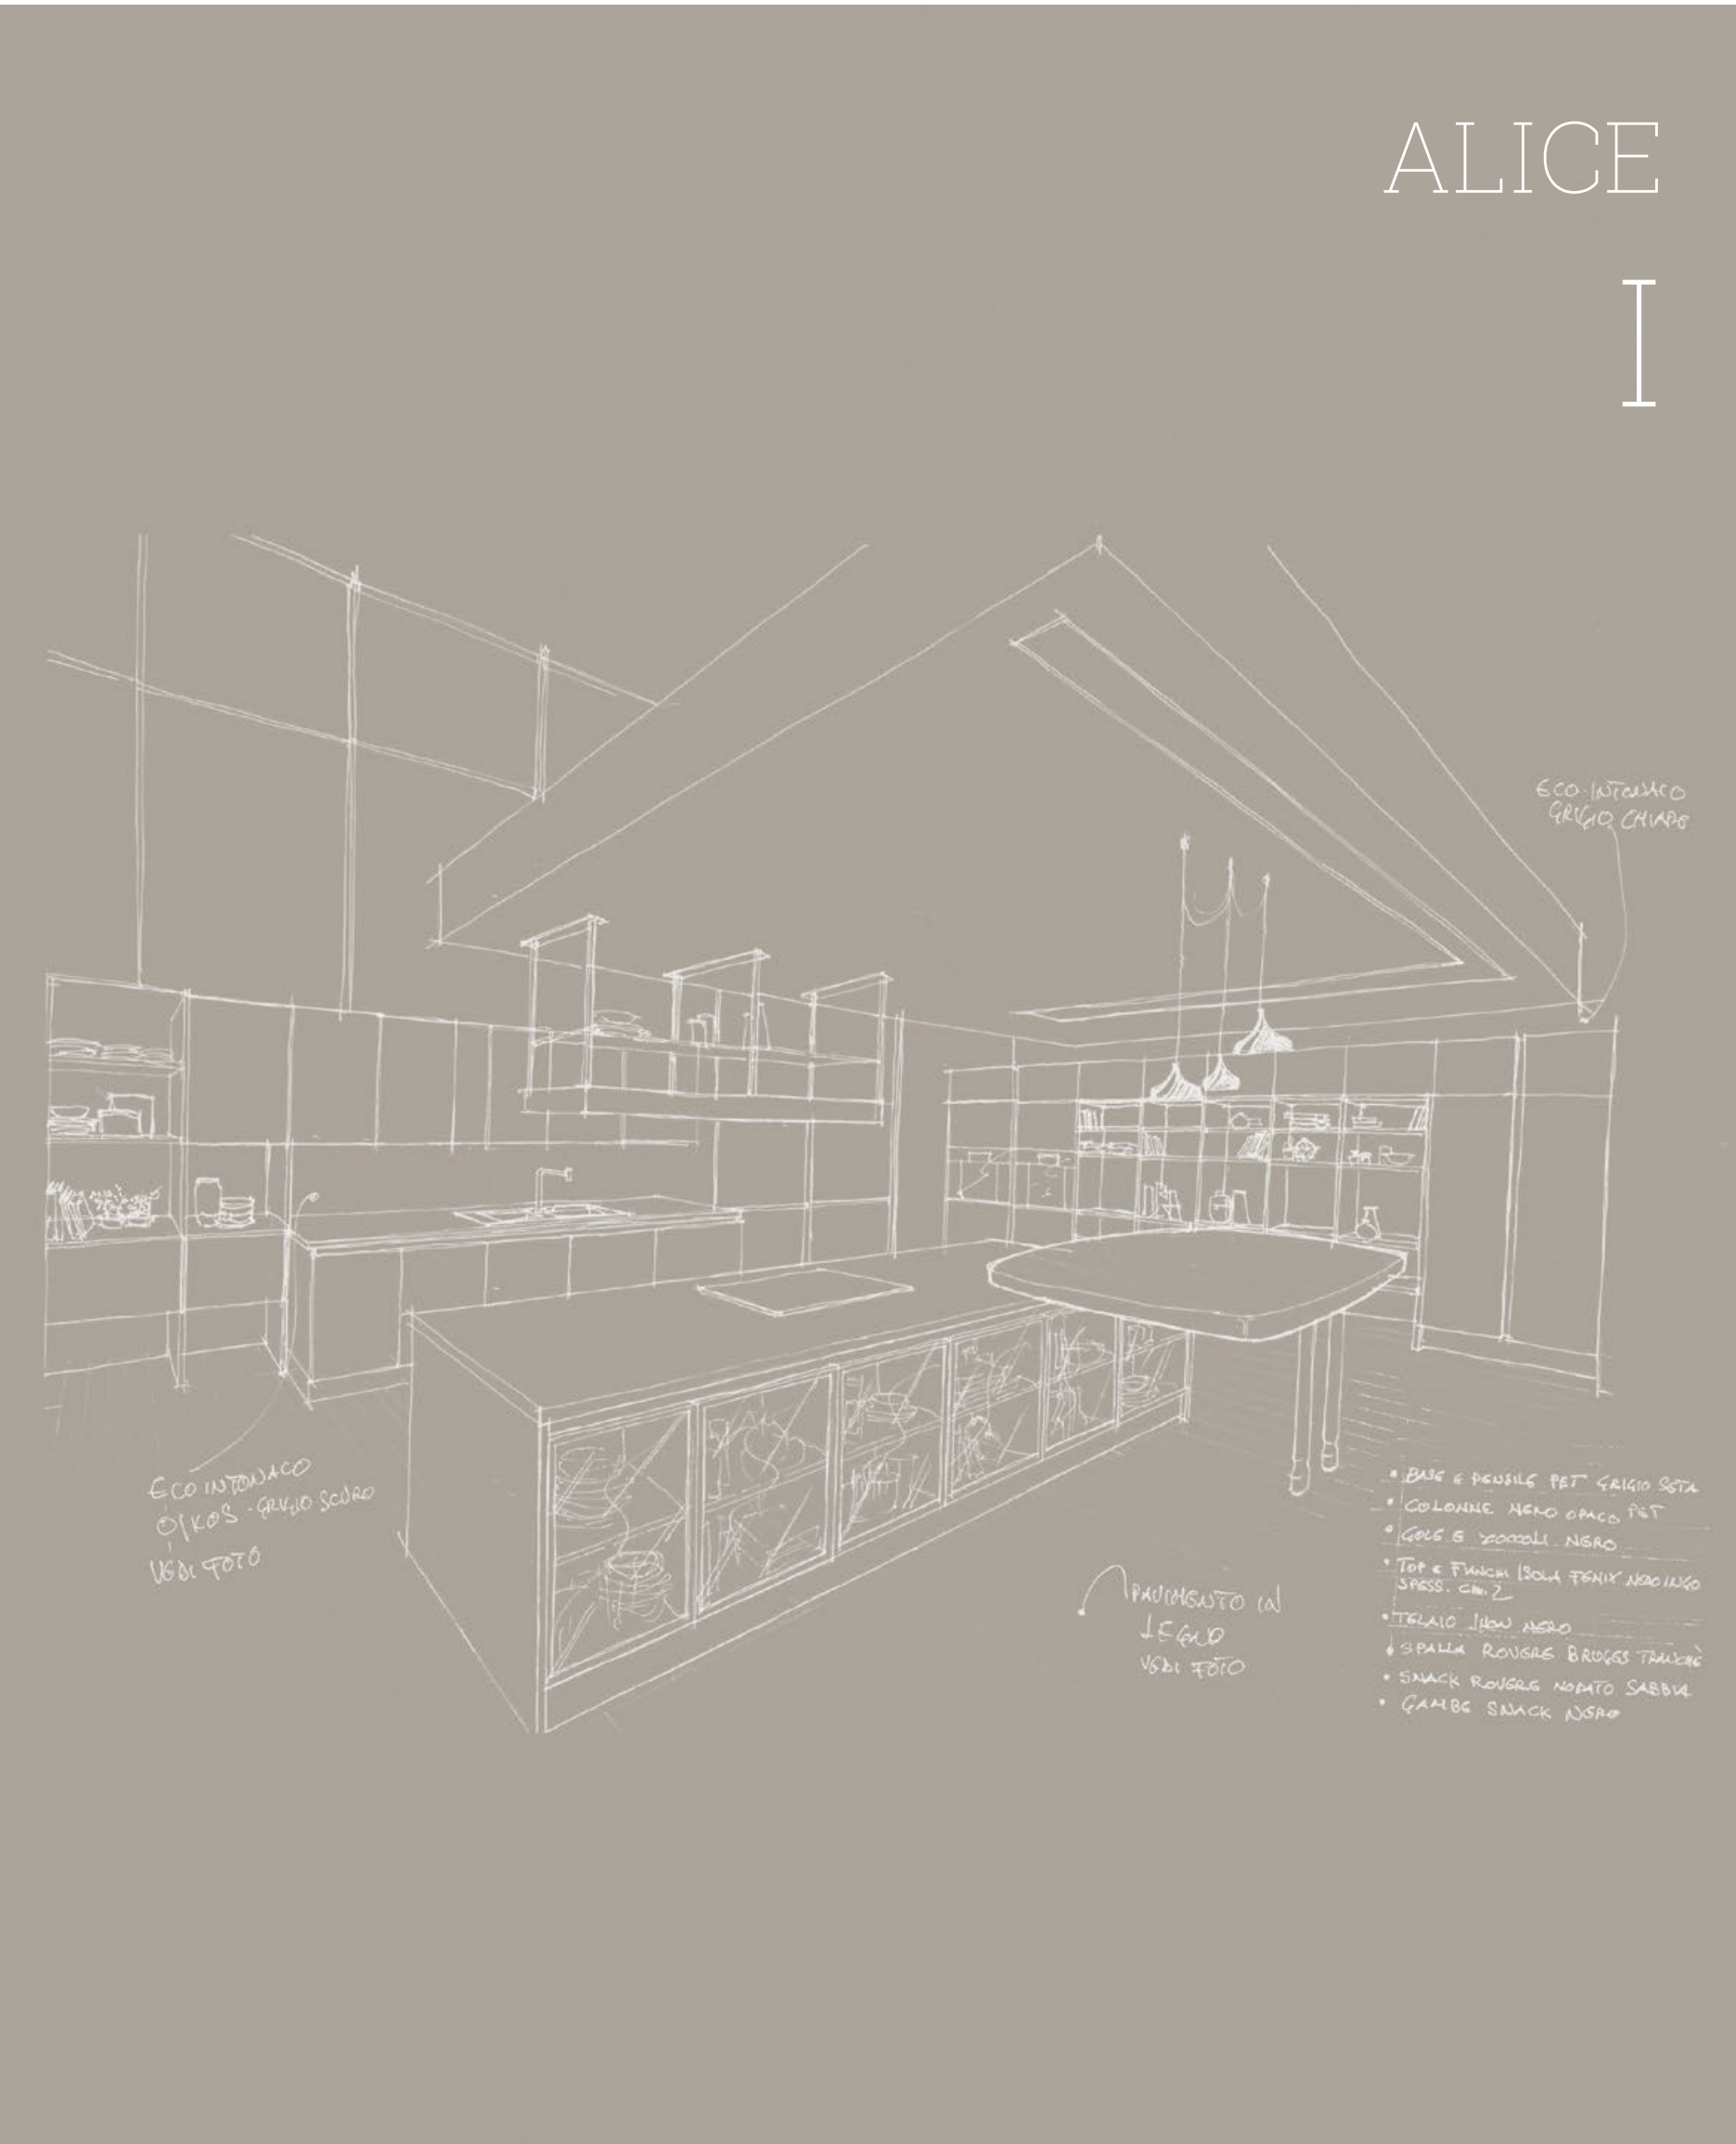 ALICE
I
ECO-INTONACO
GRIGIO CHIARO
ECO INTONACO
OIKOS - GRIGIO SCURO
VEDI FOTO
PAVIMENTO IN
LEGNO
VEDI FOTO
• BASE E PENSILE PET GRIGIO SETA
• COLONNE NERO OPACO PET
• GOLE E ZOCCOLI NERO
• TOP E FIANCHI ISOLA FENIX NERO INGO
SPESS. CM. 2
• TELAIO NERO
• SPALLA ROVERE BRUGES TRANCHÈ
• SNACK ROVERE NODATO SABBIA
• GAMBE SNACK NERO